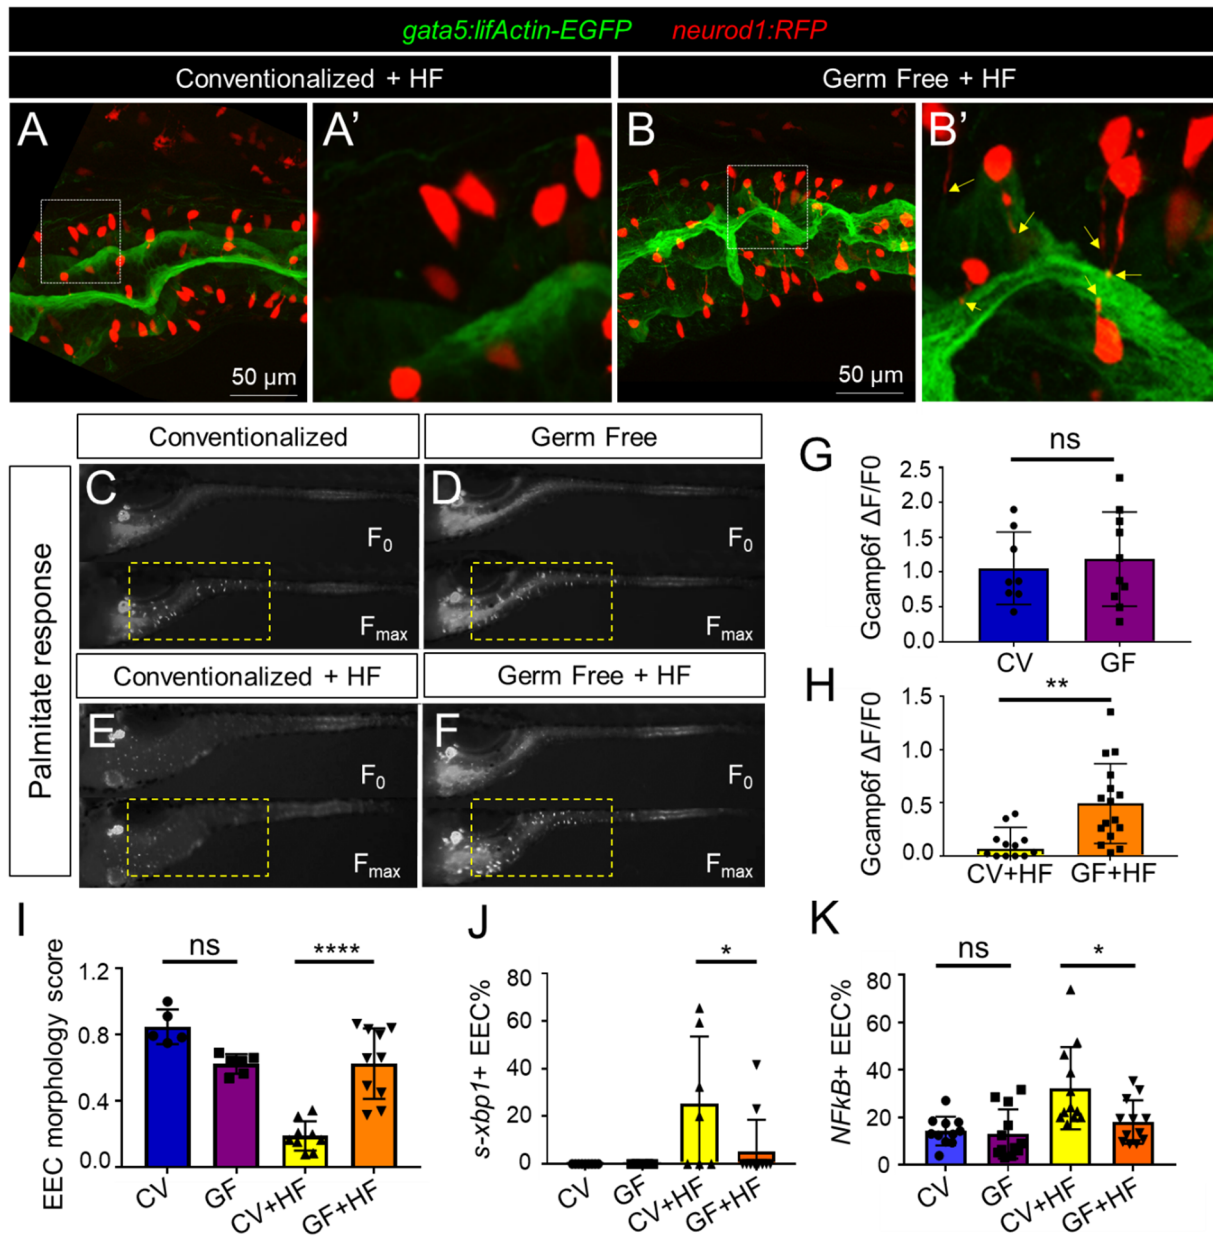 gata5:lifActin-EGFP neurod1:RFP
Conventionalized + HF Germ Free + HF
A A' B B'
50 µm 50 µm
Conventionalized Germ Free
Palmitate response
C D
F0 F0
Fmax Fmax
Conventionalized + HF Germ Free + HF
E F
F0 F0
Fmax Fmax
G
ns
Gcamp6f ΔF/F0
2.5
2.0
1.5
1.0
0.5
0.0
CV GF
H
**
Gcamp6f ΔF/F0
1.5
1.0
0.5
0.0
CV+HF GF+HF
I
ns ****
EEC morphology score
1.2
0.8
0.4
0.0
CV GF CV+HF GF+HF
J
*
s-xbp1+ EEC%
80
60
40
20
0
CV GF CV+HF GF+HF
K
ns *
NFkB+ EEC%
80
60
40
20
0
CV GF CV+HF GF+HF